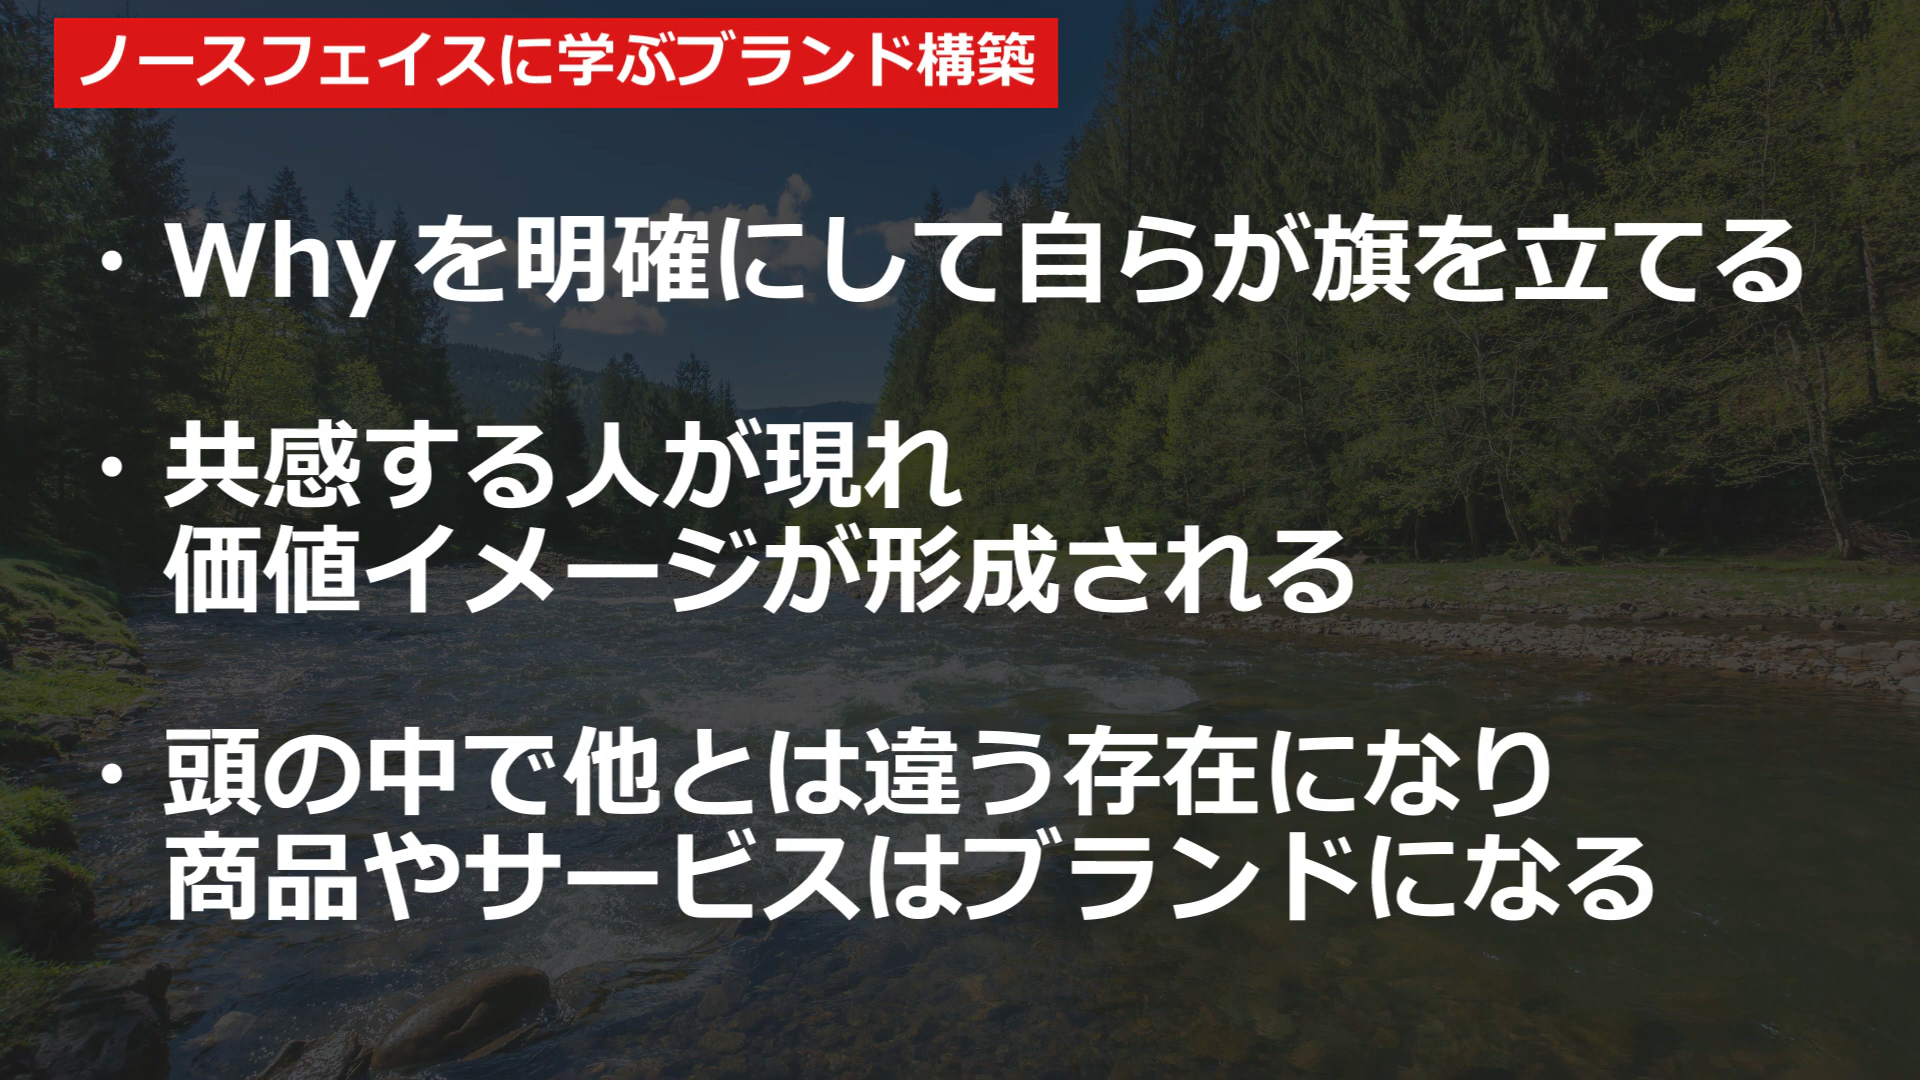 ノースフェイスに学ぶブランド構築
・Whyを明確にして自らが旗を立てる
・共感する人が現れ
価値イメージが形成される
・頭の中で他とは違う存在になり
商品やサービスはブランドになる